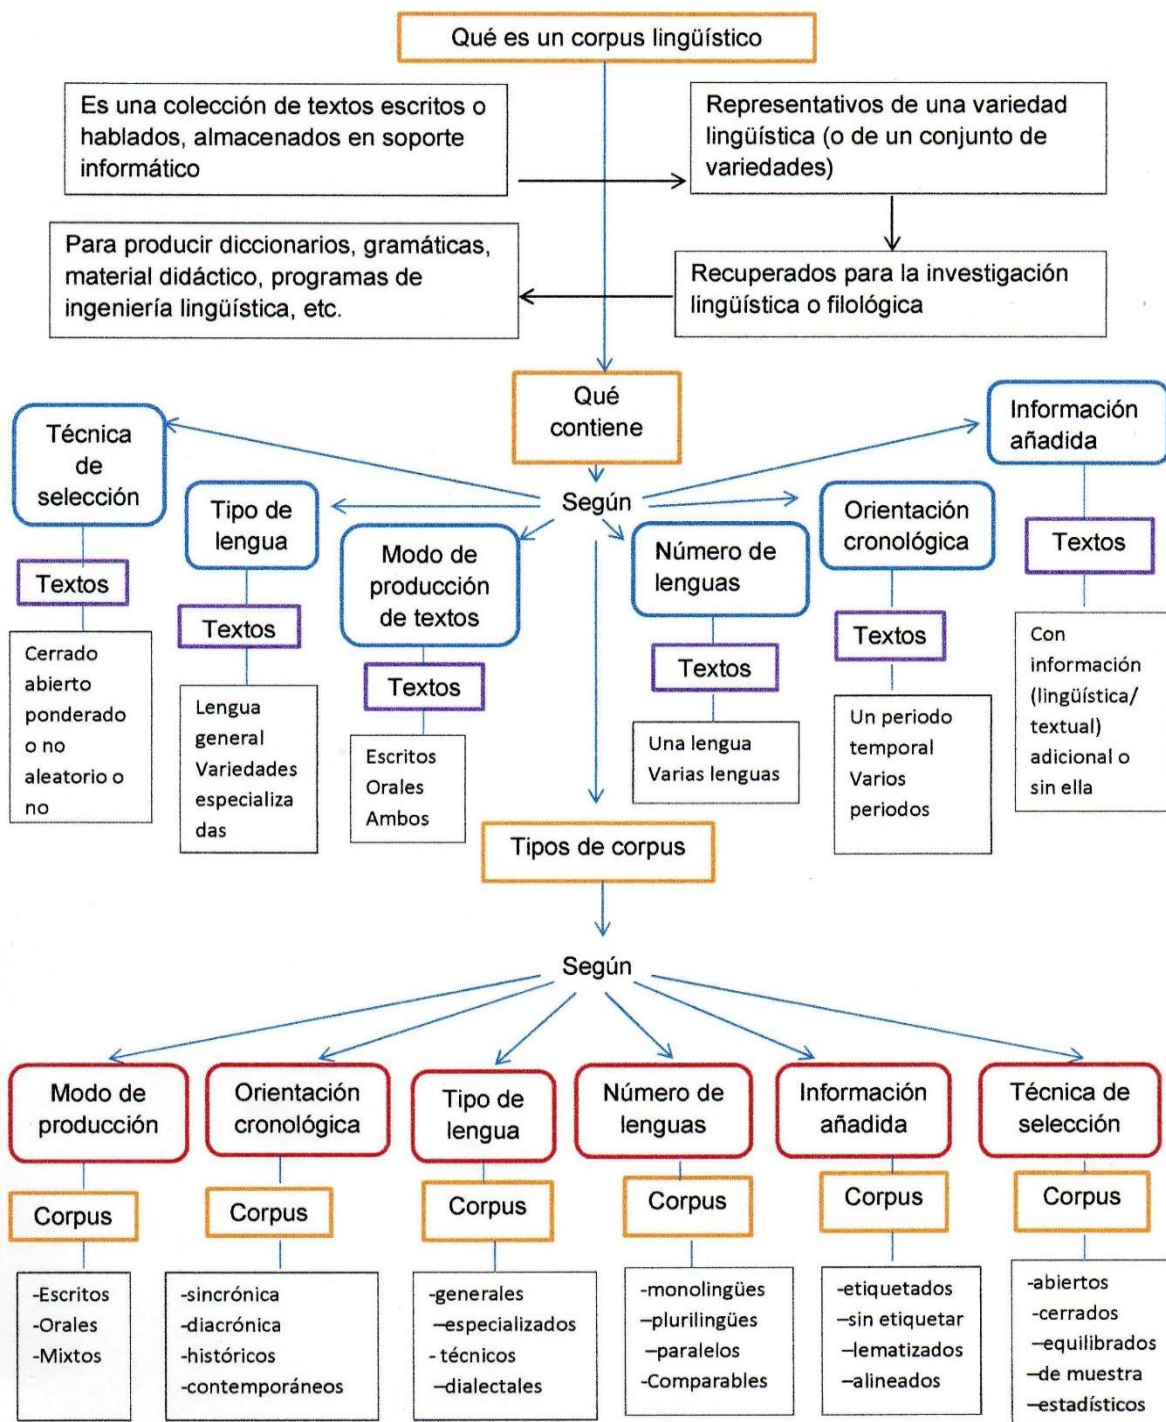 Qué es un corpus lingüístico
Es una colección de textos escritos o
hablados, almacenados en soporte
informático
Representativos de una variedad
lingüística (o de un conjunto de
variedades)
Para producir diccionarios, gramáticas,
material didáctico, programas de
ingeniería lingüística, etc.
Recuperados para la investigación
lingüística o filológica
Qué
contiene
Según
Técnica
de
selección
Textos
Cerrado
abierto
ponderado
o no
aleatorio o
no
Tipo de
lengua
Textos
Lengua
general
Variedades
especializa
das
Modo de
producción
de textos
Textos
Escritos
Orales
Ambos
Número de
lenguas
Textos
Una lengua
Varias lenguas
Orientación
cronológica
Textos
Un periodo
temporal
Varios
periodos
Información
añadida
Textos
Con
información
(lingüística/
textual)
adicional o
sin ella
Tipos de corpus
Según
Modo de
producción
Corpus
-Escritos
-Orales
-Mixtos
Orientación
cronológica
Corpus
-sincrónica
-diacrónica
-históricos
-contemporáneos
Tipo de
lengua
Corpus
-generales
–especializados
- técnicos
–dialectales
Número de
lenguas
Corpus
-monolingües
–plurilingües
–paralelos
-Comparables
Información
añadida
Corpus
-etiquetados
–sin etiquetar
–lematizados
–alineados
Técnica de
selección
Corpus
-abiertos
-cerrados
–equilibrados
–de muestra
–estadísticos